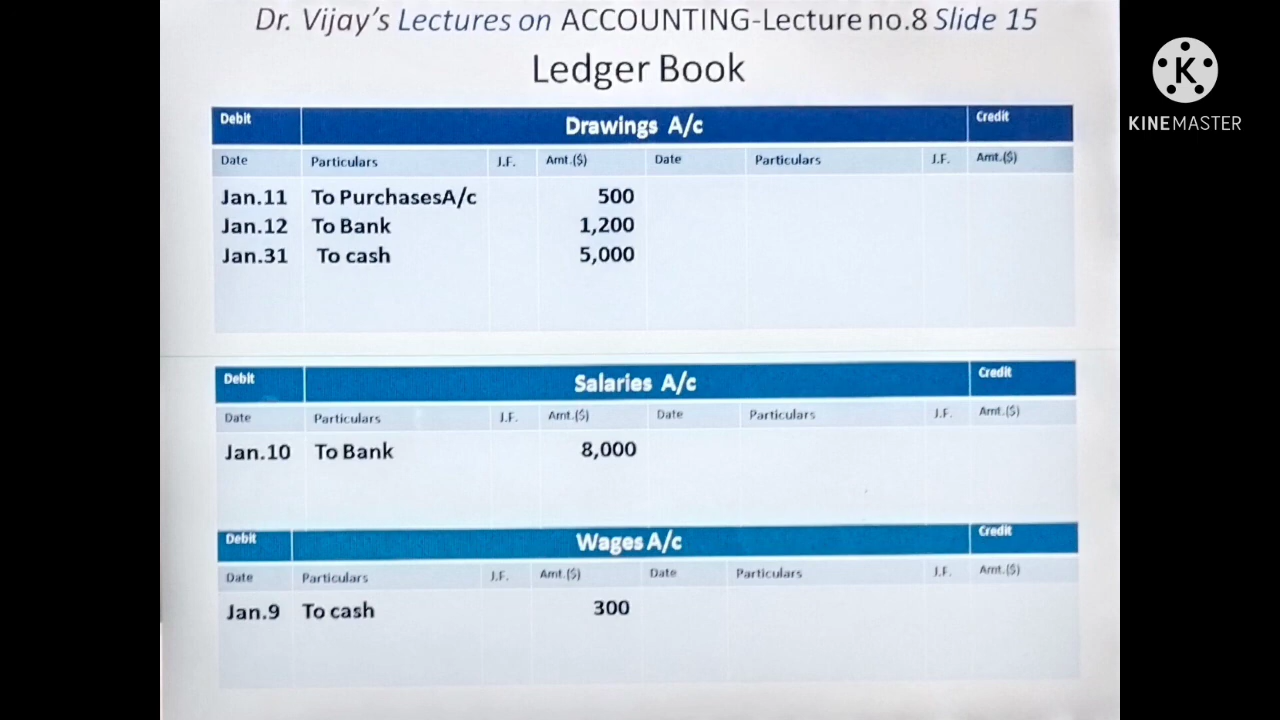 Dr. Vijay's Lectures on ACCOUNTING-Lecture no.8 Slide 15
Ledger Book
Debit Drawings A/c Credit
Date Particulars J.F. Amt.($) Date Particulars J.F. Amt.($)
Jan.11 To PurchasesA/c 500
Jan.12 To Bank 1,200
Jan.31 To cash 5,000
Debit Salaries A/c Credit
Date Particulars J.F. Amt.($) Date Particulars J.F. Amt.($)
Jan.10 To Bank 8,000
Debit Wages A/c Credit
Date Particulars J.F. Amt.($) Date Particulars J.F. Amt.($)
Jan.9 To cash 300
KINEMASTER